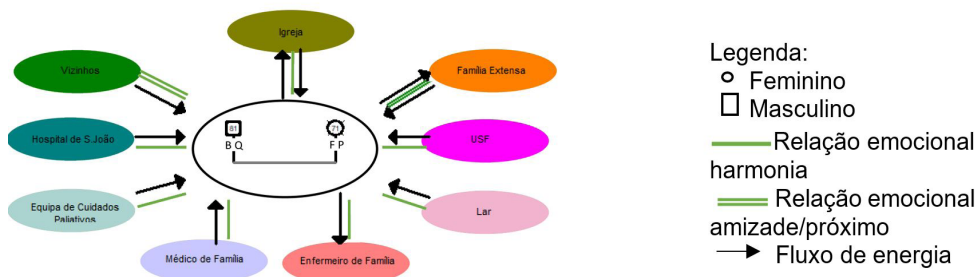 Igreja
Vizinhos
Família Extensa
Hospital de S.João
81
71
B Q
F P
USF
Equipa de Cuidados
Paliativos
Lar
Médico de Família
Enfermeiro de Família
Legenda:
Feminino
Masculino
Relação emocional
harmonia
Relação emocional
amizade/próximo
Fluxo de energia